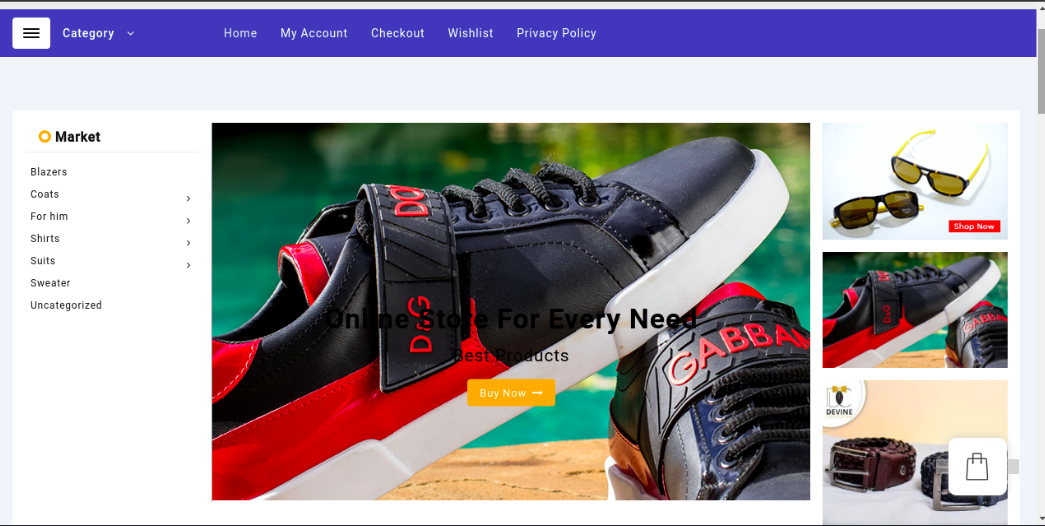 Category
Home My Account Checkout Wishlist Privacy Policy
Market
Blazers
Coats
For him
Shirts
Suits
Sweater
Uncategorized
D&G
Online Store For Every Need
Best Products
Buy Now
GABBAN
Shop Now
D&G
GABBA
DEVINE